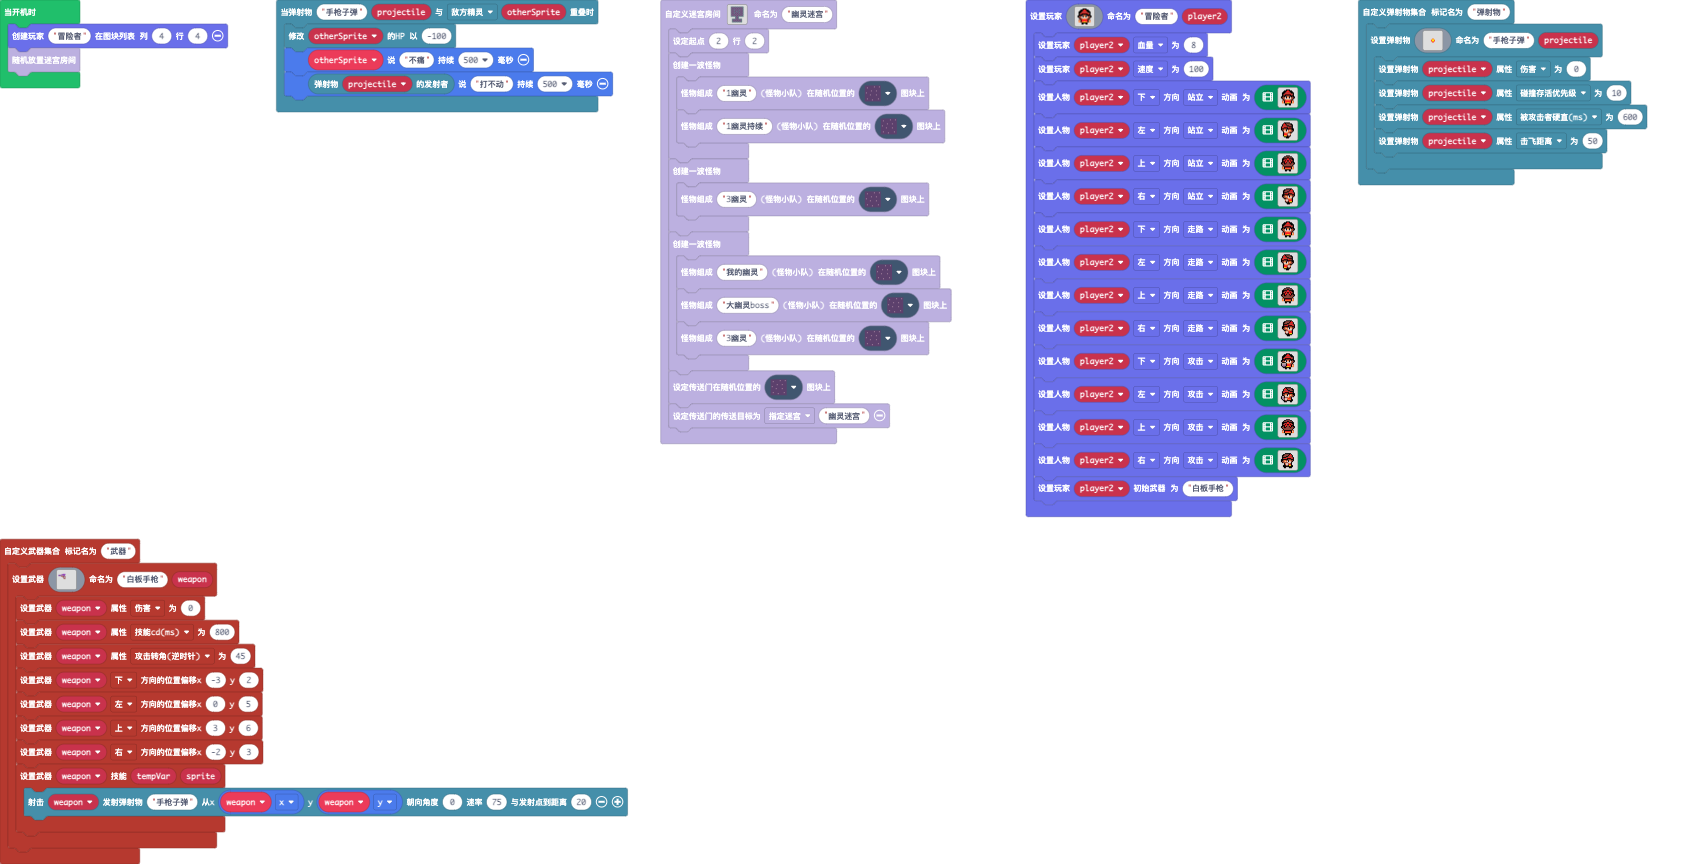 当开机时
创建玩家 "冒险者" 在图块列表 列 4 行 4
随机放置迷宫房间
当弹射物 "手枪子弹" projectile 与 敌方精灵 otherSprite 重叠时
修改 otherSprite 的HP 以 -100
otherSprite 说 "不痛" 持续 500 毫秒
弹射物 projectile 的发射者 说 "打不动" 持续 500 毫秒
自定义迷宫房间 命名为 "幽灵迷宫"
设定起点 2 行 2
创建一波怪物
怪物组成 "1幽灵" (怪物小队) 在随机位置的 图块上
怪物组成 "1幽灵持续" (怪物小队) 在随机位置的 图块上
创建一波怪物
怪物组成 "3幽灵" (怪物小队) 在随机位置的 图块上
创建一波怪物
怪物组成 "我的幽灵" (怪物小队) 在随机位置的 图块上
怪物组成 "大幽灵boss" (怪物小队) 在随机位置的 图块上
怪物组成 "3幽灵" (怪物小队) 在随机位置的 图块上
设定传送门在随机位置的 图块上
设定传送门的传送目标为 指定迷宫 "幽灵迷宫"
设置玩家 命名为 "冒险者" player2
设置玩家 player2 血量 为 8
设置玩家 player2 速度 为 100
设置人物 player2 下 方向 站立 动画 为
设置人物 player2 左 方向 站立 动画 为
设置人物 player2 上 方向 站立 动画 为
设置人物 player2 右 方向 站立 动画 为
设置人物 player2 下 方向 走路 动画 为
设置人物 player2 左 方向 走路 动画 为
设置人物 player2 上 方向 走路 动画 为
设置人物 player2 右 方向 走路 动画 为
设置人物 player2 下 方向 攻击 动画 为
设置人物 player2 左 方向 攻击 动画 为
设置人物 player2 上 方向 攻击 动画 为
设置人物 player2 右 方向 攻击 动画 为
设置玩家 player2 初始武器 为 "白板手枪"
自定义弹射物集合 标记名为 "弹射物"
设置弹射物 命名为 "手枪子弹" projectile
设置弹射物 projectile 属性 伤害 为 0
设置弹射物 projectile 属性 碰撞存活优先级 为 10
设置弹射物 projectile 属性 被攻击者硬直(ms) 为 600
设置弹射物 projectile 属性 击飞距离 为 50
自定义武器集合 标记名为 "武器"
设置武器 命名为 "白板手枪" weapon
设置武器 weapon 属性 伤害 为 0
设置武器 weapon 属性 技能cd(ms) 为 800
设置武器 weapon 属性 攻击转角(逆时针) 为 45
设置武器 weapon 下 方向的位置偏移x -3 y 2
设置武器 weapon 左 方向的位置偏移x 0 y 5
设置武器 weapon 上 方向的位置偏移x 3 y 6
设置武器 weapon 右 方向的位置偏移x -2 y 3
设置武器 weapon 技能 tempVar sprite
射击 weapon 发射弹射物 "手枪子弹" 从x weapon x y weapon y 朝向角度 0 速率 75 与发射点到距离 20